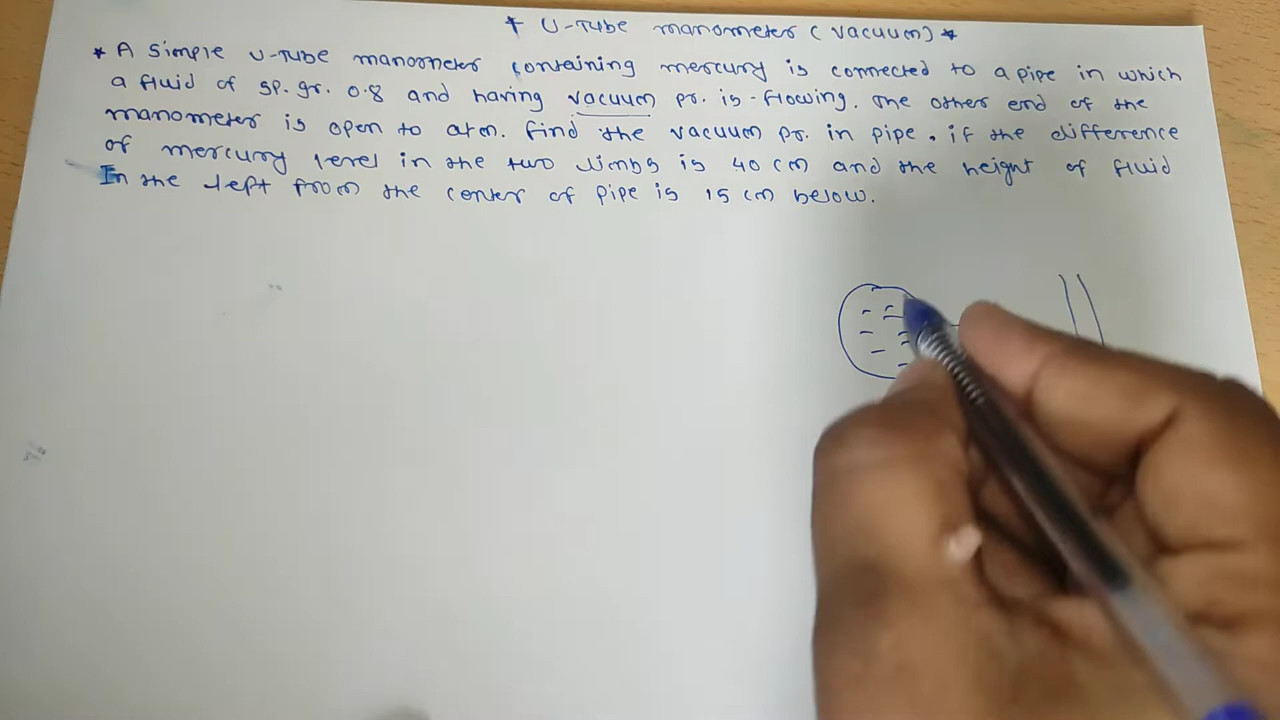 * U-Tube manometer (vacuum) *
* A simple U-Tube manometer containing mercury is connected to a pipe in which
a fluid of sp. gr. 0.8 and having vacuum pr. is flowing. The other end of the
manometer is open to atm. find the vacuum pr. in pipe. if the difference
of mercury level in the two limbs is 40 cm and the height of fluid
In the left from the center of pipe is 15 cm below.